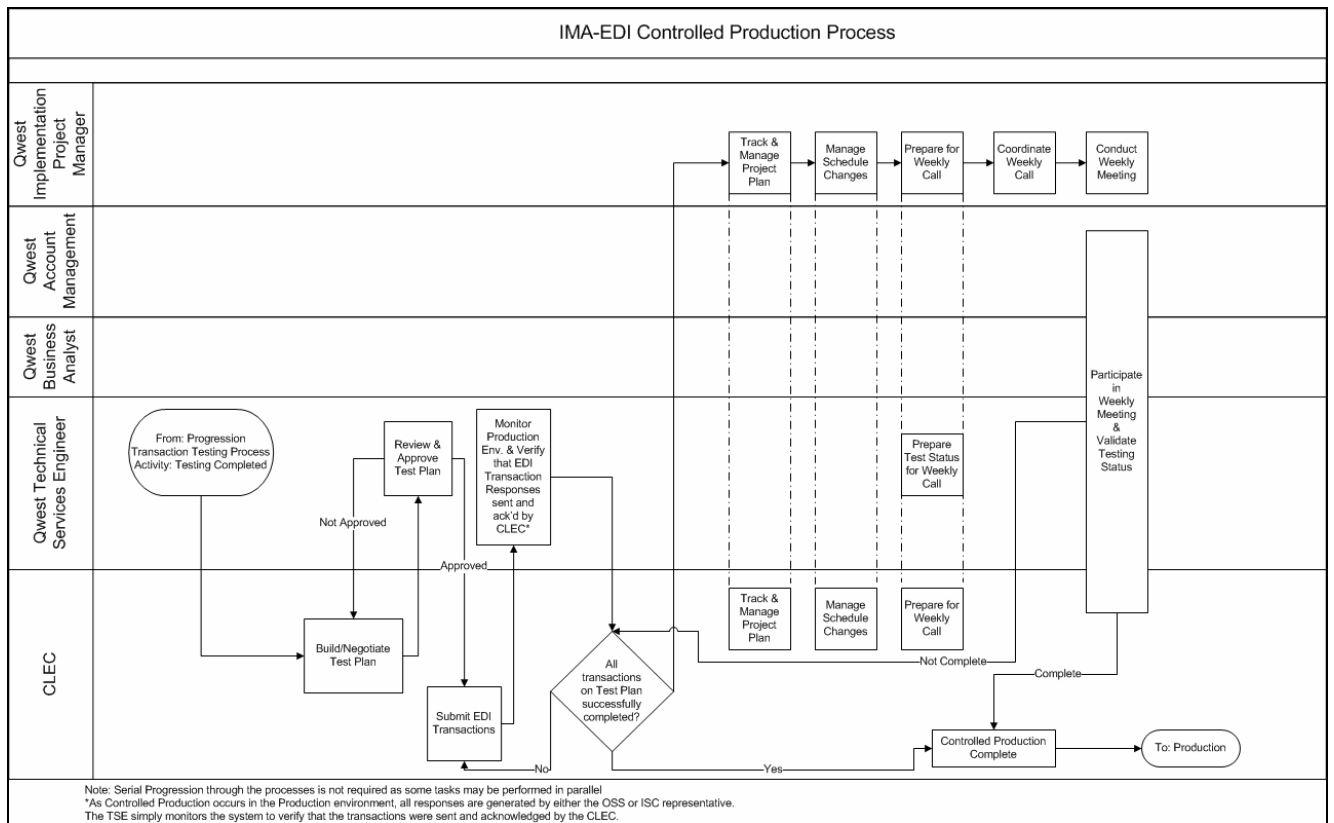 IMA-EDI Controlled Production Process
Qwest
Implementation
Project
Manager
Track &
Manage
Project
Plan
Manage
Schedule
Changes
Prepare for
Weekly
Call
Coordinate
Weekly
Call
Conduct
Weekly
Meeting
Qwest
Account
Management
Qwest
Business
Analyst
Participate
in
Weekly
Meeting
&
Validate
Testing
Status
Qwest Technical
Services Engineer
From: Progression
Transaction Testing Process
Activity: Testing Completed
Review &
Approve
Test Plan
Monitor
Production
Env. & Verify
that EDI
Transaction
Responses
sent and
ack'd by
CLEC*
Prepare
Test Status
for Weekly
Call
Not Approved
Approved
CLEC
Build/Negotiate
Test Plan
Submit EDI
Transactions
All
transactions
on Test Plan
successfully
completed?
Track &
Manage
Project
Plan
Manage
Schedule
Changes
Prepare for
Weekly
Call
Not Complete
Complete
No
Yes
Controlled Production
Complete
To: Production
Note: Serial Progression through the processes is not required as some tasks may be performed in parallel
*As Controlled Production occurs in the Production environment, all responses are generated by either the OSS or ISC representative.
The TSE simply monitors the system to verify that the transactions were sent and acknowledged by the CLEC.